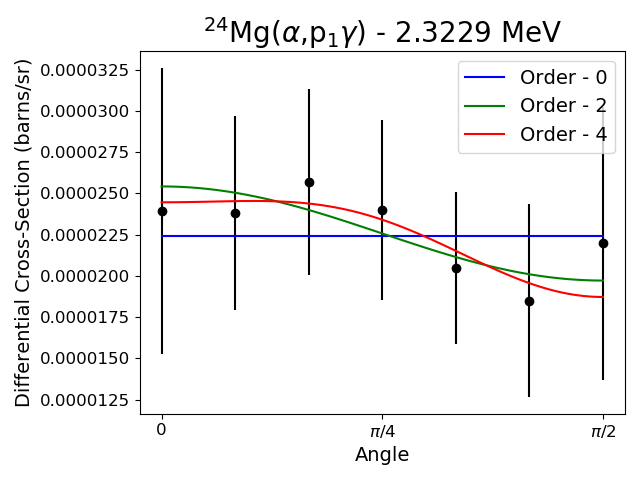 ²⁴Mg(α,p₁γ) - 2.3229 MeV
Differential Cross-Section (barns/sr)
0.0000325
0.0000300
0.0000275
0.0000250
0.0000225
0.0000200
0.0000175
0.0000150
0.0000125
Order - 0
Order - 2
Order - 4
0
π/4
π/2
Angle